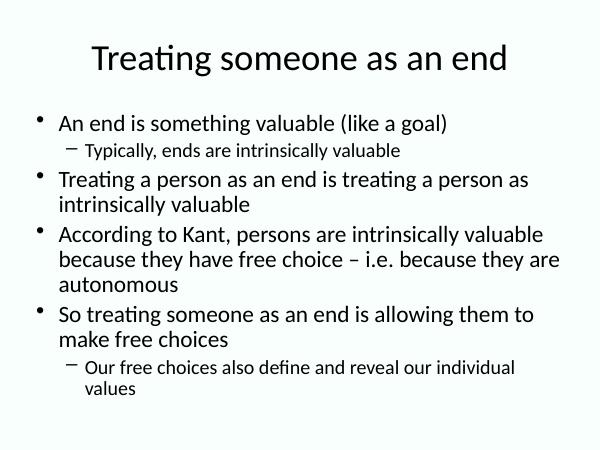 Treating someone as an end
• An end is something valuable (like a goal)
– Typically, ends are intrinsically valuable
• Treating a person as an end is treating a person as
intrinsically valuable
• According to Kant, persons are intrinsically valuable
because they have free choice – i.e. because they are
autonomous
• So treating someone as an end is allowing them to
make free choices
– Our free choices also define and reveal our individual
values